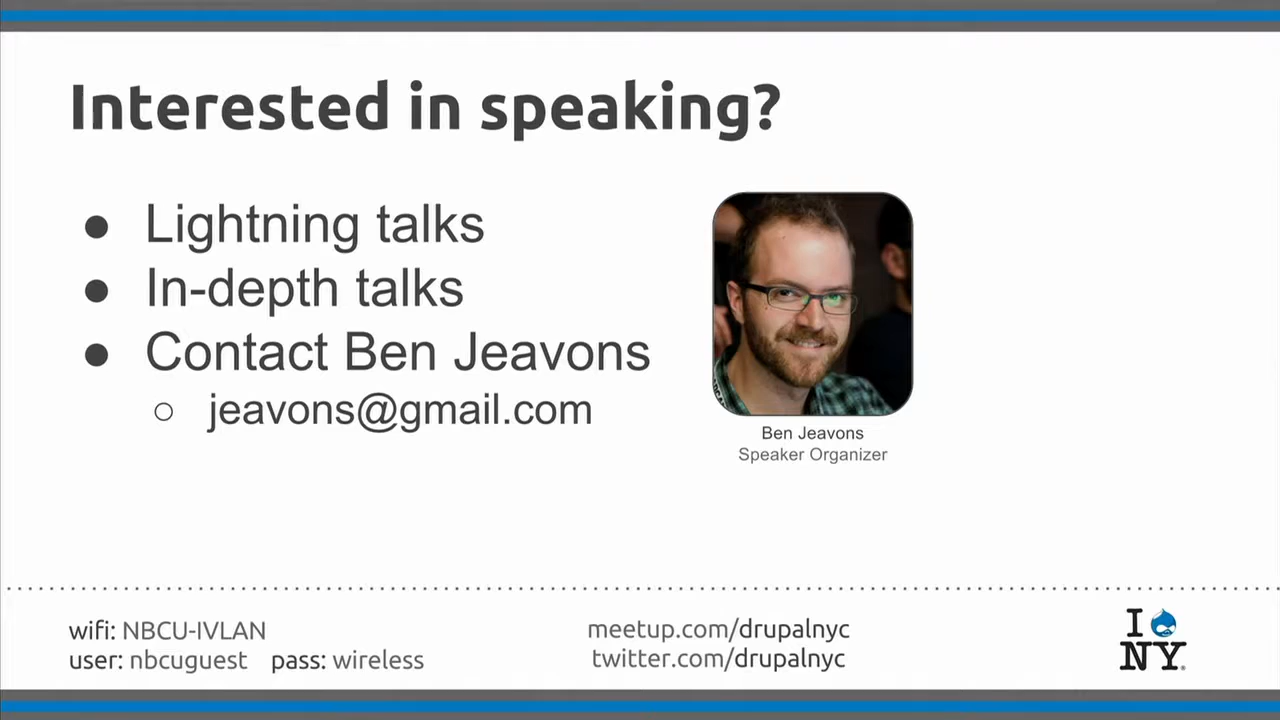 Interested in speaking?
● Lightning talks
● In-depth talks
● Contact Ben Jeavons
○ jeavons@gmail.com
Ben Jeavons
Speaker Organizer
wifi: NBCU-IVLAN
user: nbcuguest pass: wireless
meetup.com/drupalnyc
twitter.com/drupalnyc
I
NY